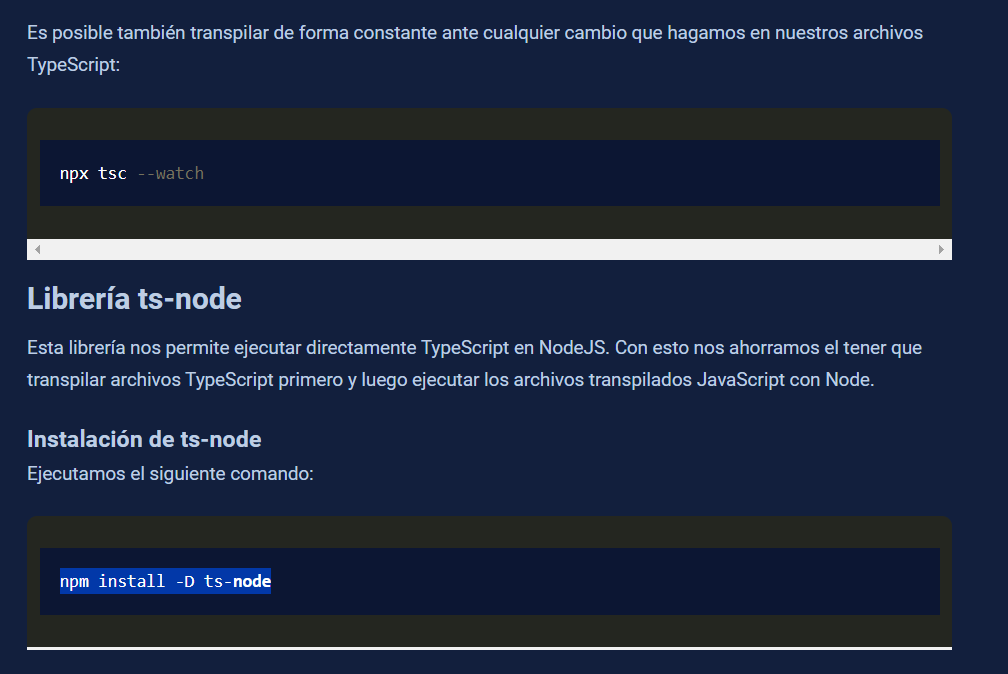 Es posible también transpilar de forma constante ante cualquier cambio que hagamos en nuestros archivos
TypeScript:
npx tsc --watch
Librería ts-node
Esta librería nos permite ejecutar directamente TypeScript en NodeJS. Con esto nos ahorramos el tener que
transpilar archivos TypeScript primero y luego ejecutar los archivos transpilados JavaScript con Node.
Instalación de ts-node
Ejecutamos el siguiente comando:
npm install -D ts-node